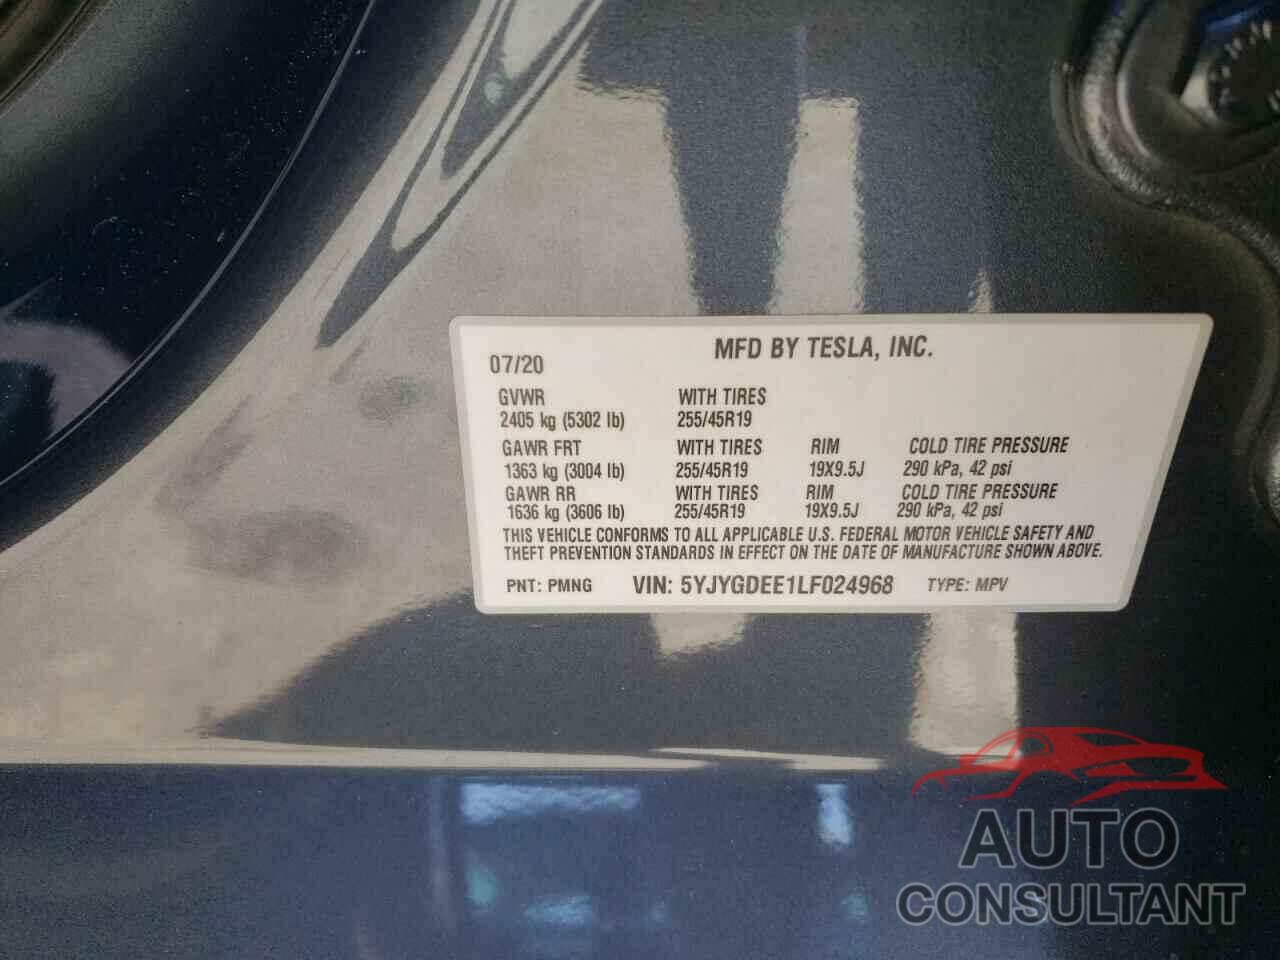 07/20 MFD BY TESLA, INC.
GVWR WITH TIRES
2405 kg (5302 lb) 255/45R19
GAWR FRT WITH TIRES RIM COLD TIRE PRESSURE
1363 kg (3004 lb) 255/45R19 19X9.5J 290 kPa, 42 psi
GAWR RR WITH TIRES RIM COLD TIRE PRESSURE
1636 kg (3606 lb) 255/45R19 19X9.5J 290 kPa, 42 psi
THIS VEHICLE CONFORMS TO ALL APPLICABLE U.S. FEDERAL MOTOR VEHICLE SAFETY AND
THEFT PREVENTION STANDARDS IN EFFECT ON THE DATE OF MANUFACTURE SHOWN ABOVE.
PNT: PMNG VIN: 5YJYGDEE1LF024968 TYPE: MPV
AUTO
CONSULTANT